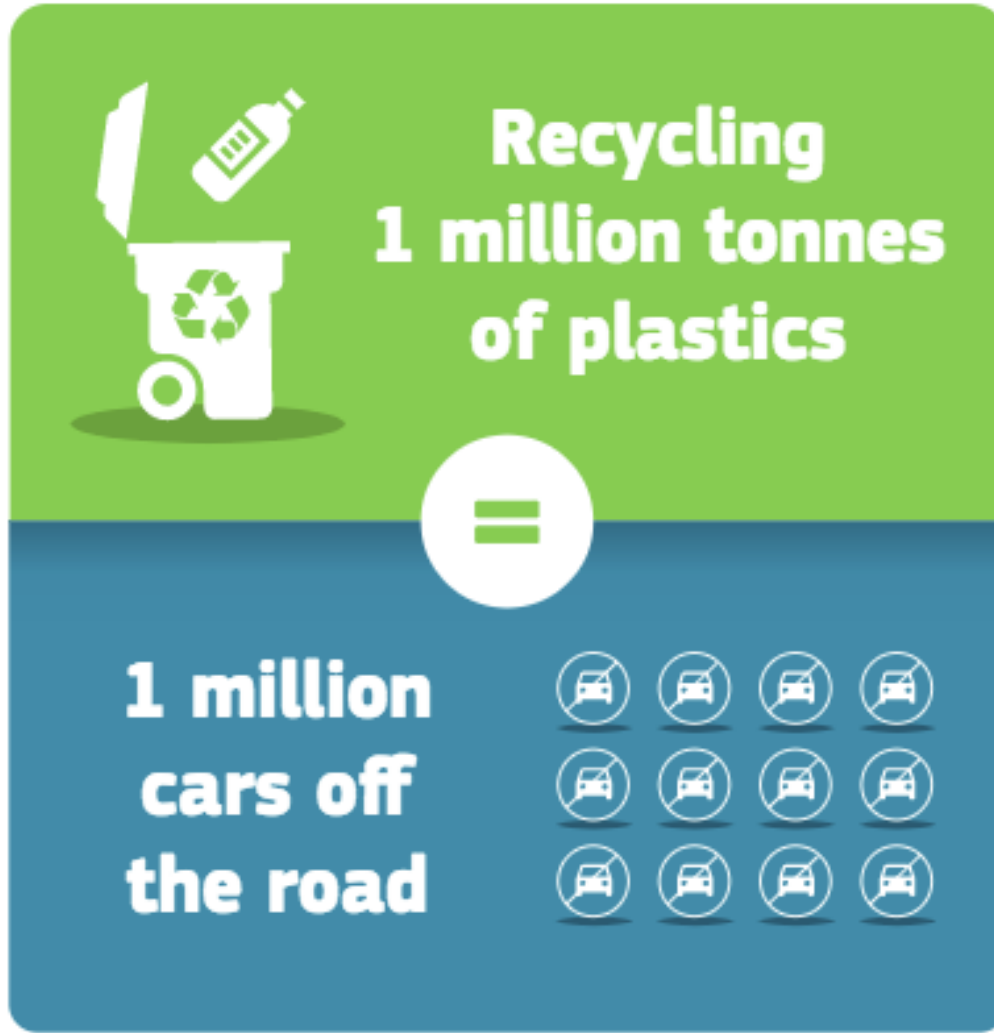 Recycling
1 million tonnes
of plastics
=
1 million
cars off
the road